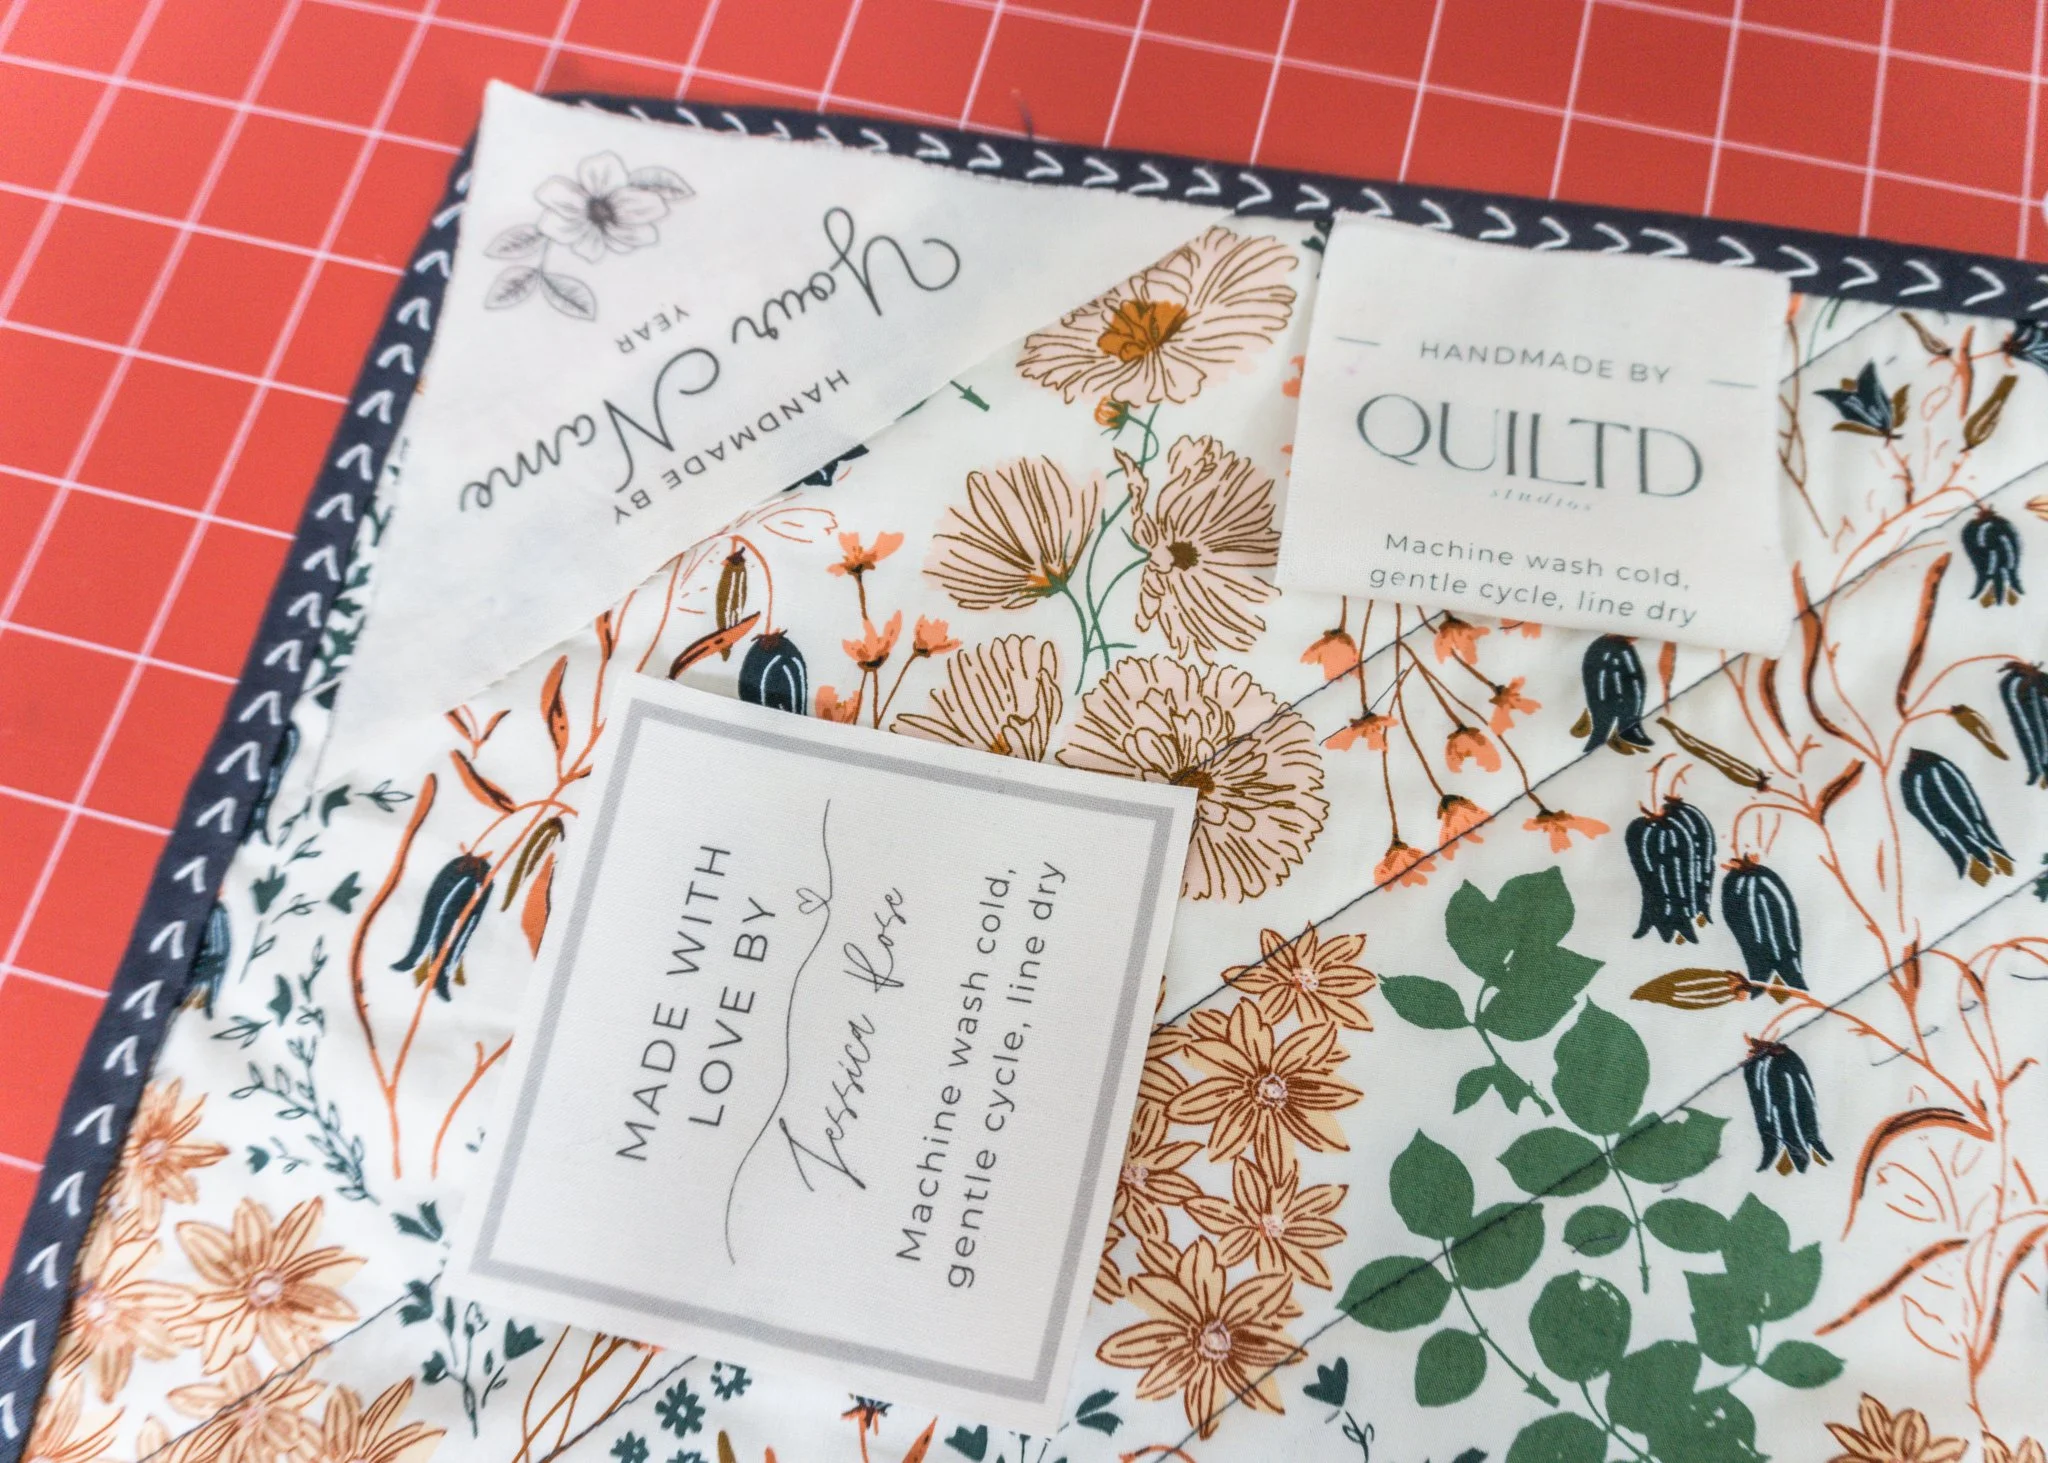 HANDMADE BY
Your Name
YEAR
HANDMADE BY
QUILTD
studios
Machine wash cold,
gentle cycle, line dry
MADE WITH
LOVE BY
Jessica Rose
Machine wash cold,
gentle cycle, line dry